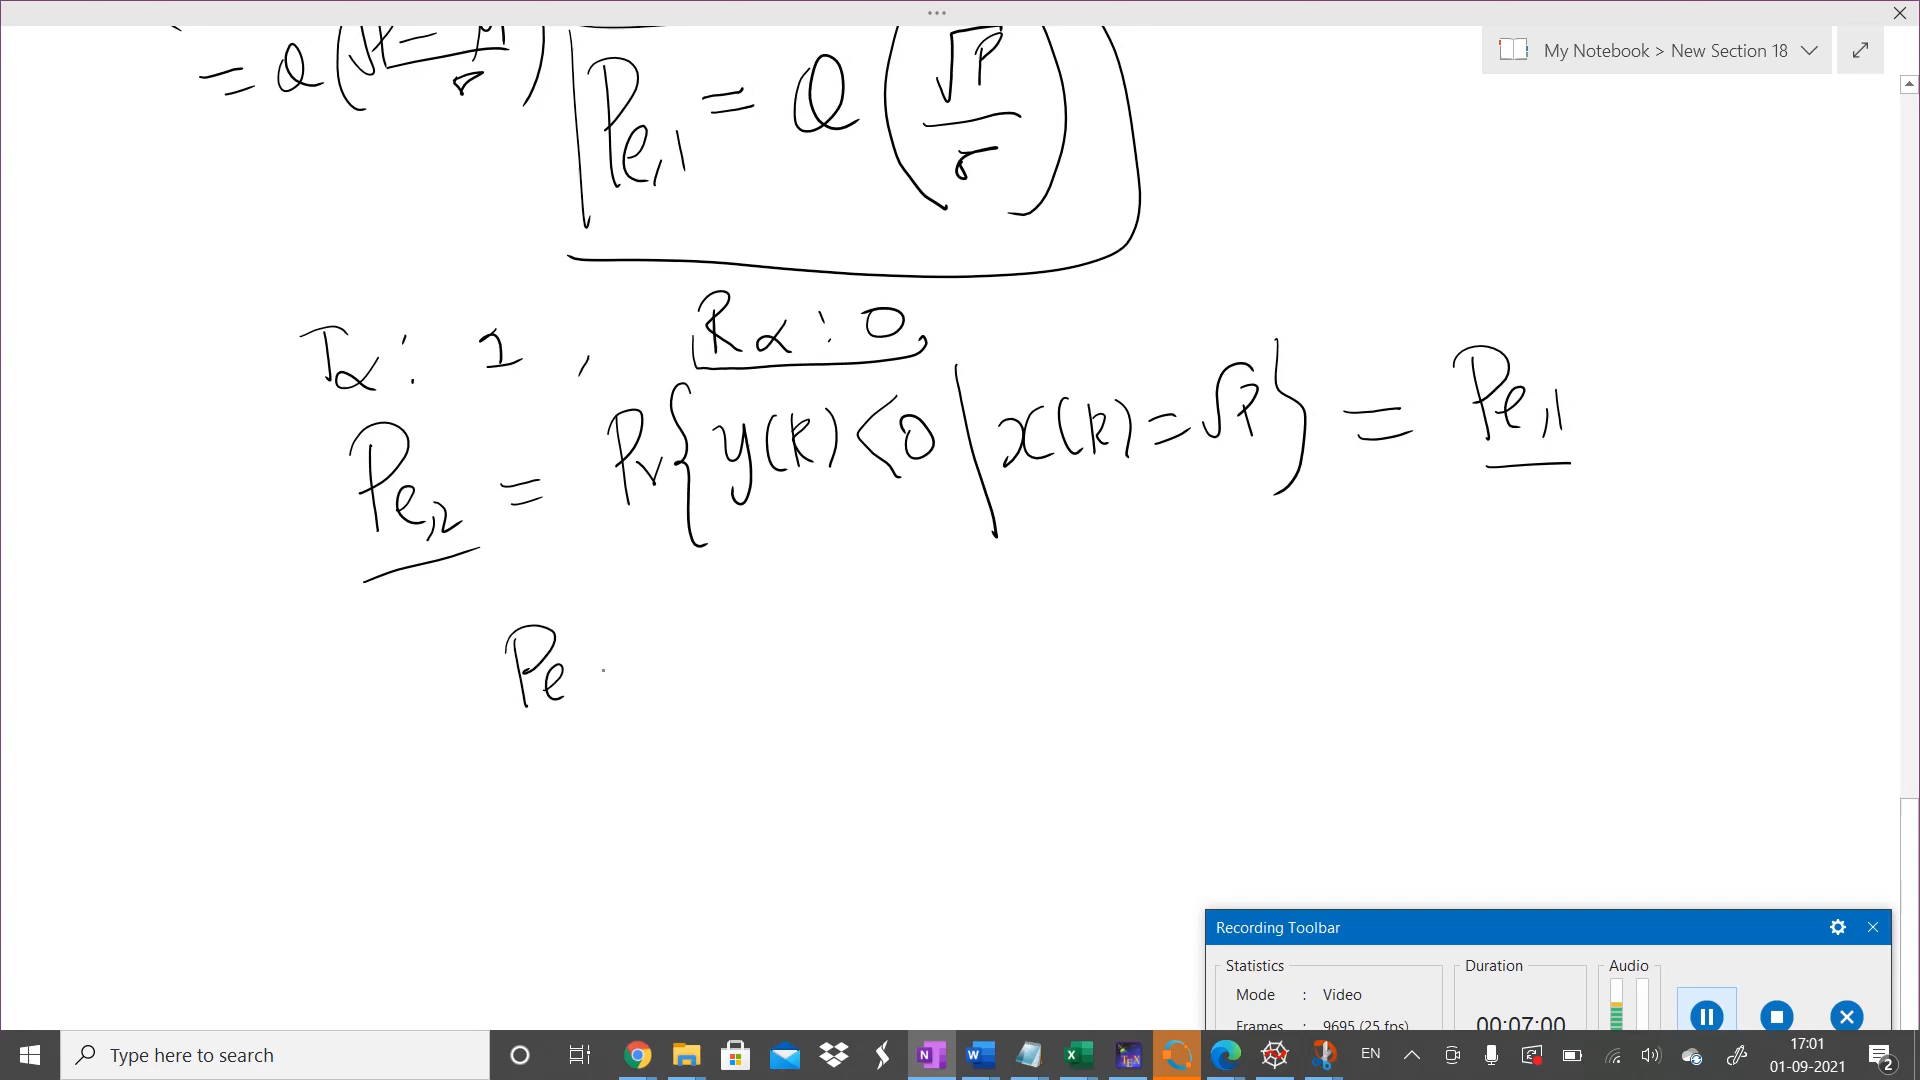 My Notebook > New Section 18
= Q(√P − μ / σ)
Pe,1 = Q(√P / σ)
Tx : 1 , Rx : 0
Pe,2 = Pr{y(k) <0 | x(k) = √P} = Pe,1
Pe
Recording Toolbar
Statistics
Duration
Audio
Mode : Video
Frames : 9695 (25 fps)
00:07:00
Type here to search
EN
17:01
01-09-2021
2